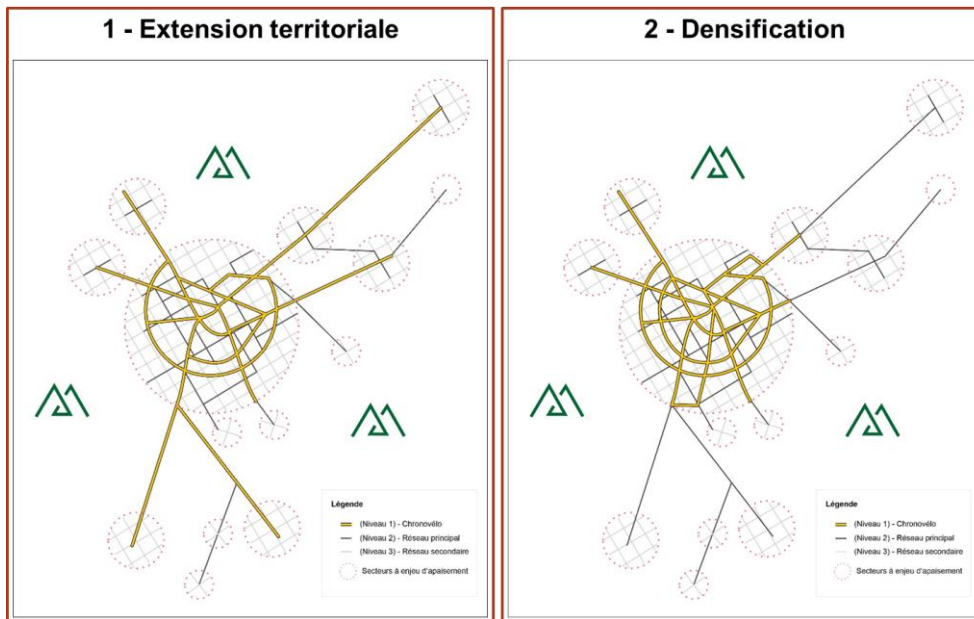 1 - Extension territoriale
Légende
(Niveau 1) - Chronovélo
(Niveau 2) - Réseau principal
(Niveau 3) - Réseau secondaire
Secteurs à enjeu d'apaisement
2 - Densification
Légende
(Niveau 1) - Chronovélo
(Niveau 2) - Réseau principal
(Niveau 3) - Réseau secondaire
Secteurs à enjeu d'apaisement